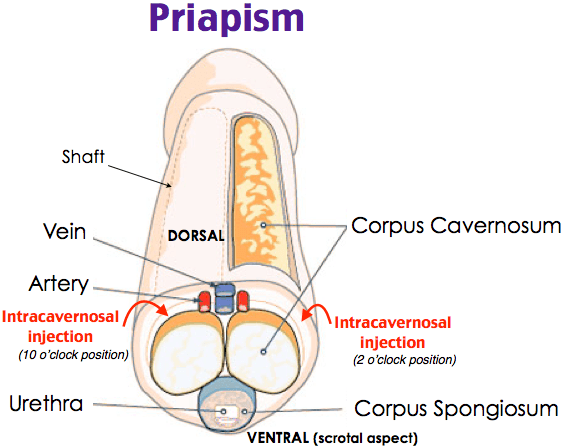 Priapism
Shaft
Vein
DORSAL
Corpus Cavernosum
Artery
Intracavernosal
injection
(10 o'clock position)
Intracavernosal
injection
(2 o'clock position)
Urethra
Corpus Spongiosum
VENTRAL (scrotal aspect)